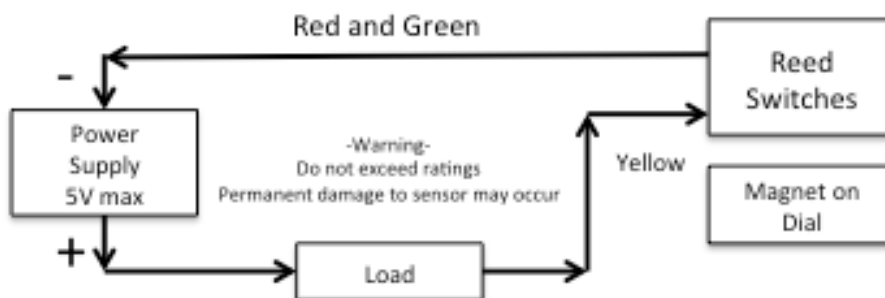 Red and Green
-
Reed
Switches
Power
Supply
5V max
-Warning-
Do not exceed ratings
Permanent damage to sensor may occur
Yellow
Magnet on
Dial
+
Load